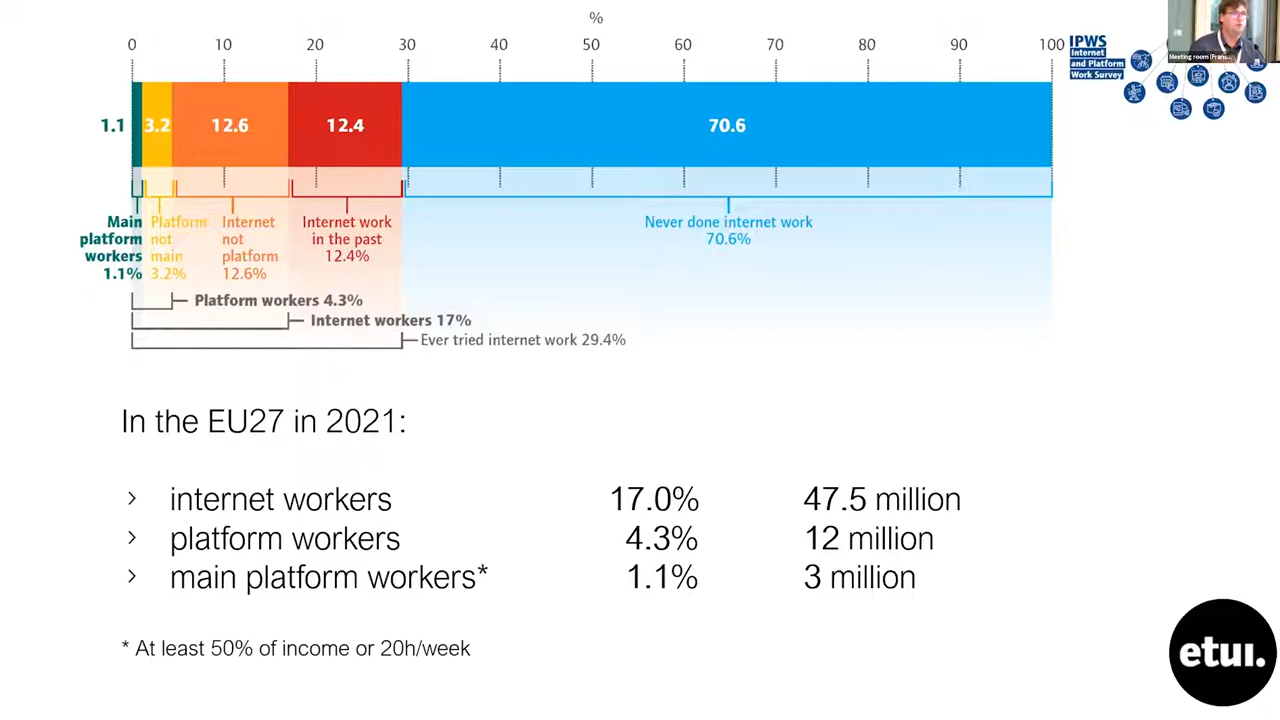 %
0 10 20 30 40 50 60 70 80 90 100
IPWS
Internet
and Platform
Work Survey
Meeting room (Franc...
1.1 3.2 12.6 12.4 70.6
Main
platform
workers
1.1%
Platform
not
main
3.2%
Internet
not
platform
12.6%
Internet work
in the past
12.4%
Never done internet work
70.6%
Platform workers 4.3%
Internet workers 17%
Ever tried internet work 29.4%
In the EU27 in 2021:
› internet workers 17.0% 47.5 million
› platform workers 4.3% 12 million
› main platform workers* 1.1% 3 million
* At least 50% of income or 20h/week
etui.